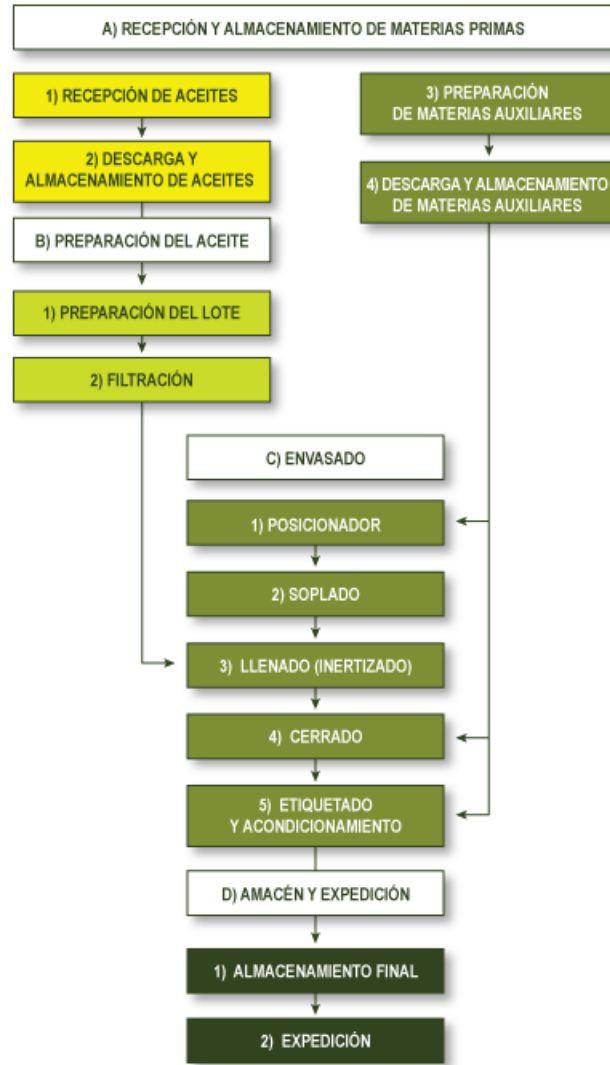 A) RECEPCIÓN Y ALMACENAMIENTO DE MATERIAS PRIMAS
1) RECEPCIÓN DE ACEITES
2) DESCARGA Y
ALMACENAMIENTO DE ACEITES
3) PREPARACIÓN
DE MATERIAS AUXILIARES
4) DESCARGA Y ALMACENAMIENTO
DE MATERIAS AUXILIARES
B) PREPARACIÓN DEL ACEITE
1) PREPARACIÓN DEL LOTE
2) FILTRACIÓN
C) ENVASADO
1) POSICIONADOR
2) SOPLADO
3) LLENADO (INERTIZADO)
4) CERRADO
5) ETIQUETADO
Y ACONDICIONAMIENTO
D) AMACÉN Y EXPEDICIÓN
1) ALMACENAMIENTO FINAL
2) EXPEDICIÓN